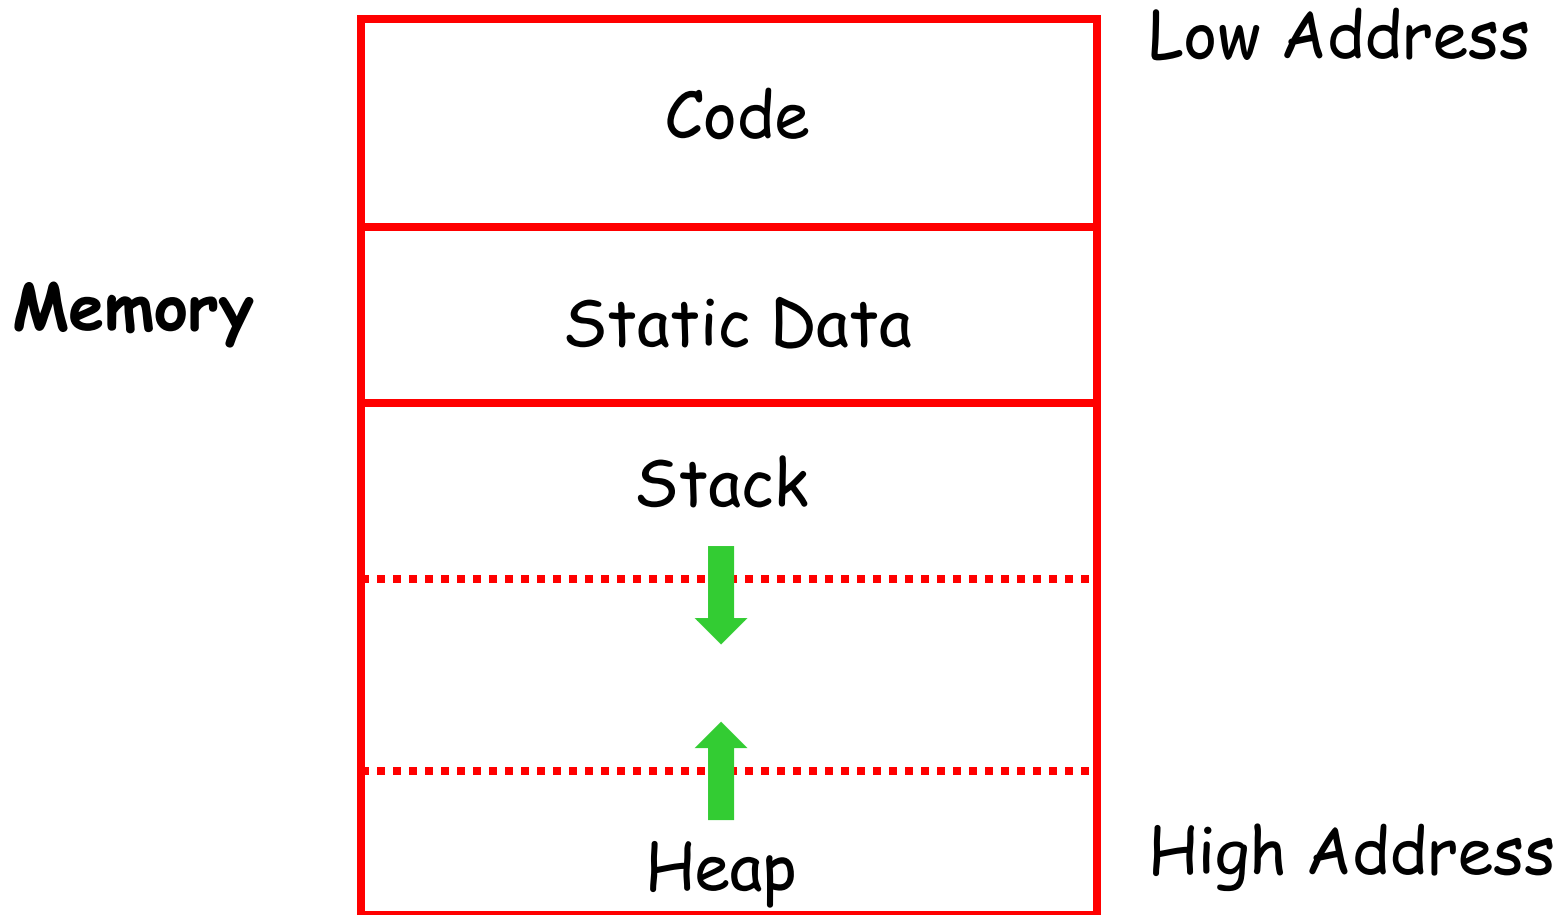 Low Address
Code
Memory
Static Data
Stack
Heap
High Address